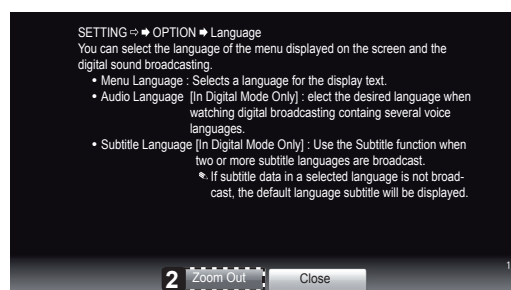 SETTING ⇨ ➡ OPTION ➡ Language
You can select the language of the menu displayed on the screen and the
digital sound broadcasting.
• Menu Language : Selects a language for the display text.
• Audio Language [In Digital Mode Only] : elect the desired language when
watching digital broadcasting containg several voice
languages.
• Subtitle Language [In Digital Mode Only] : Use the Subtitle function when
two or more subtitle languages are broadcast.
✎ If subtitle data in a selected language is not broad-
cast, the default language subtitle will be displayed.
1
2 Zoom Out Close